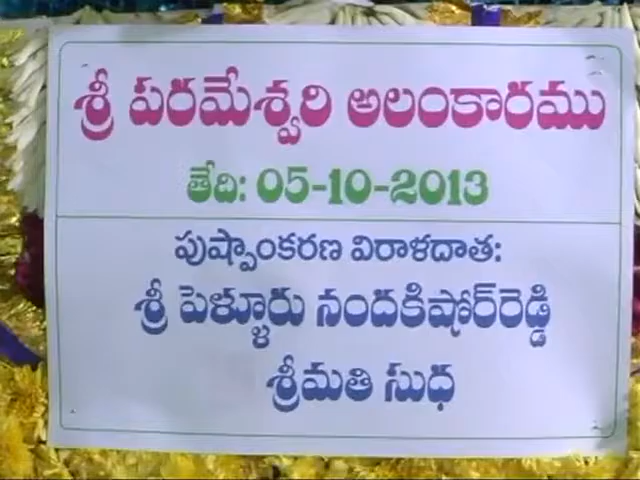 శ్రీ పరమేశ్వరి అలంకారము
తేది: 05-10-2013
పుష్పాంకరణ విరాళదాత:
శ్రీ పెళ్ళూరు నందకిషోర్‌రెడ్డి
శ్రీమతి సుధ